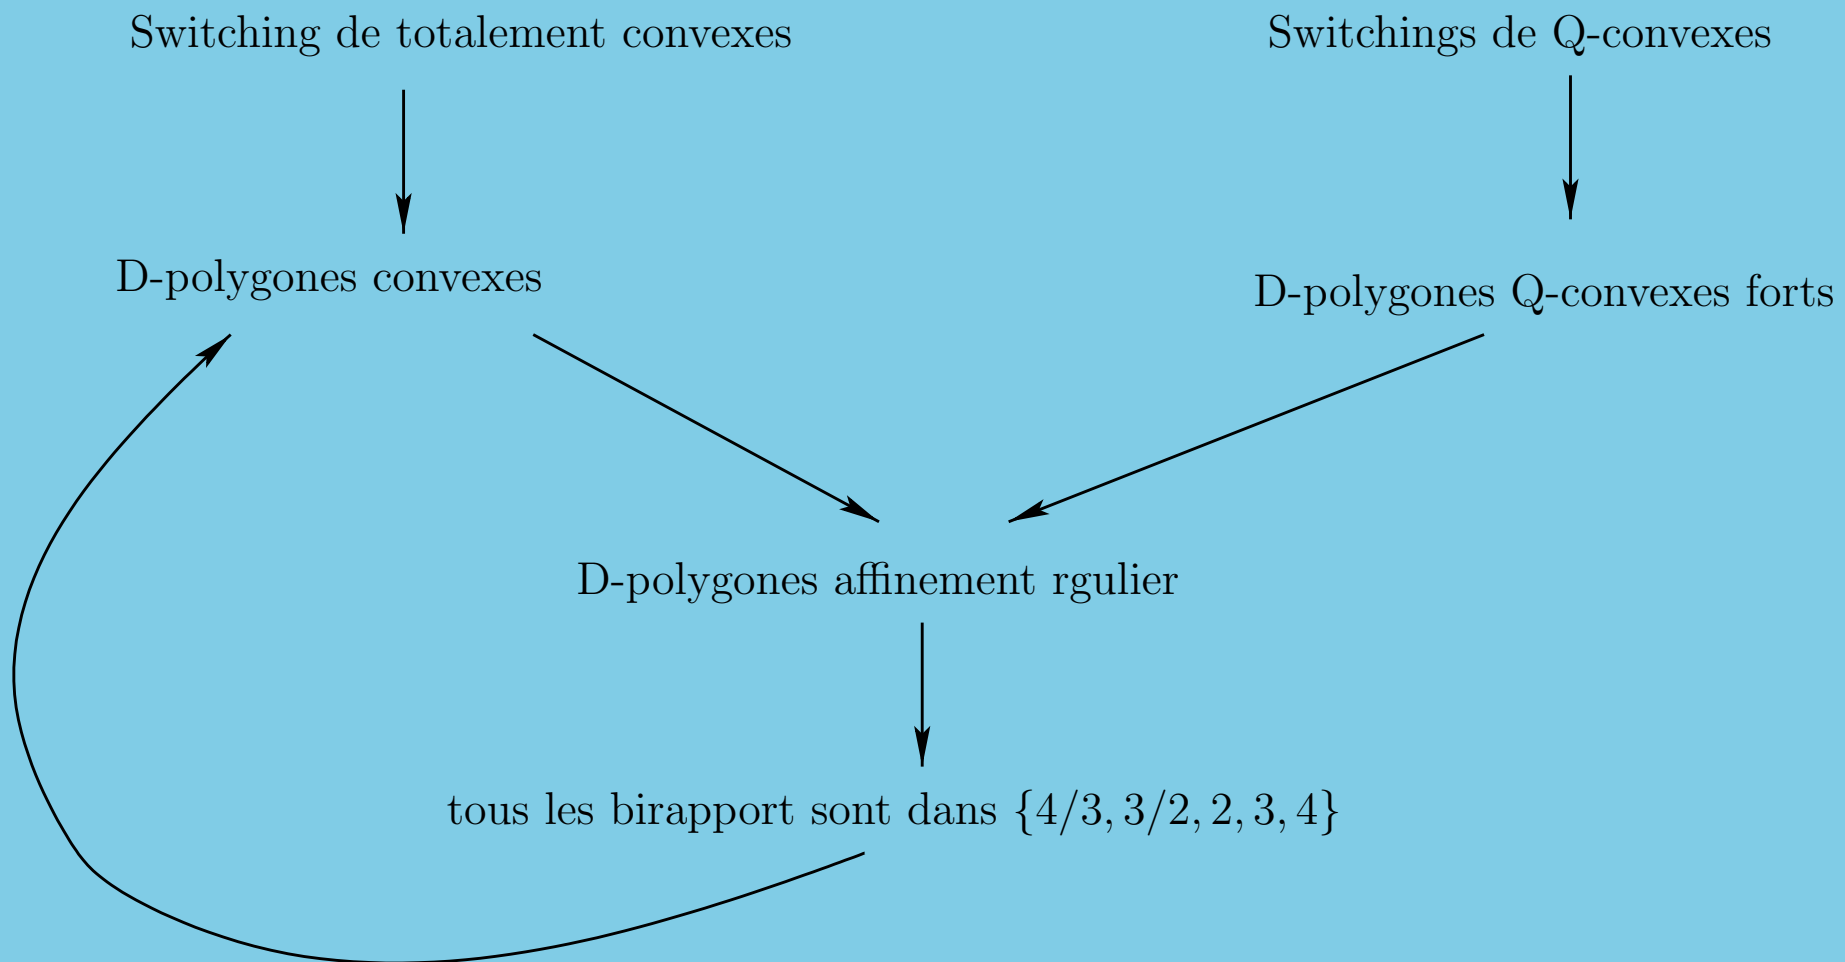 Switching de totalement convexes
Switchings de Q-convexes
D-polygones convexes
D-polygones Q-convexes forts
D-polygones affinement rgulier
tous les birapport sont dans {4/3, 3/2, 2, 3, 4}